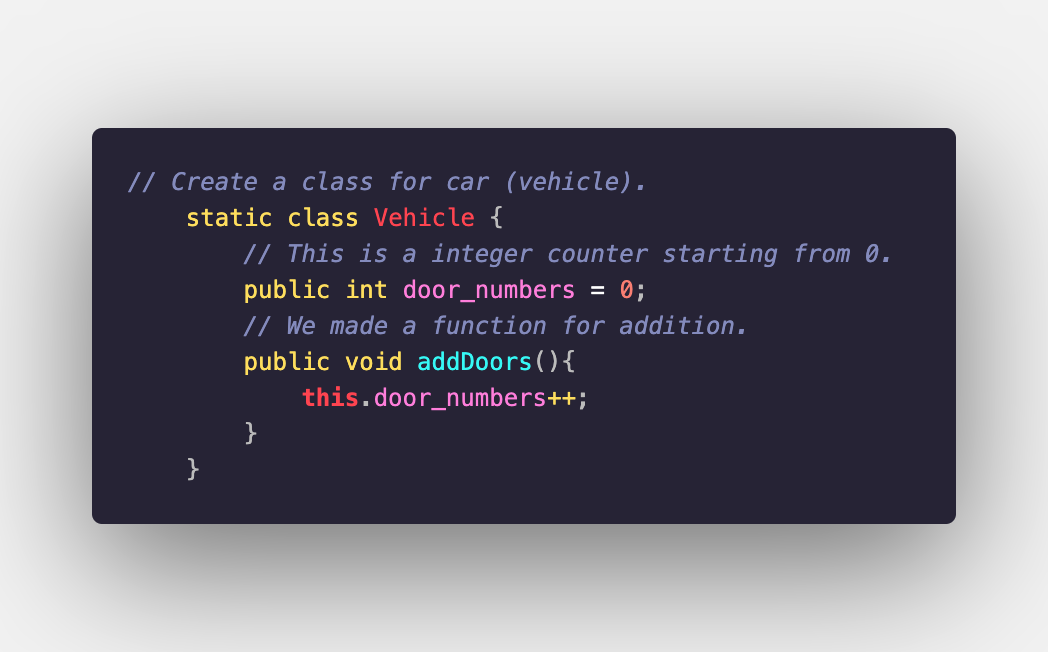 // Create a class for car (vehicle).
    static class Vehicle {
        // This is a integer counter starting from 0.
        public int door_numbers = 0;
        // We made a function for addition.
        public void addDoors(){
            this.door_numbers++;
        }
    }